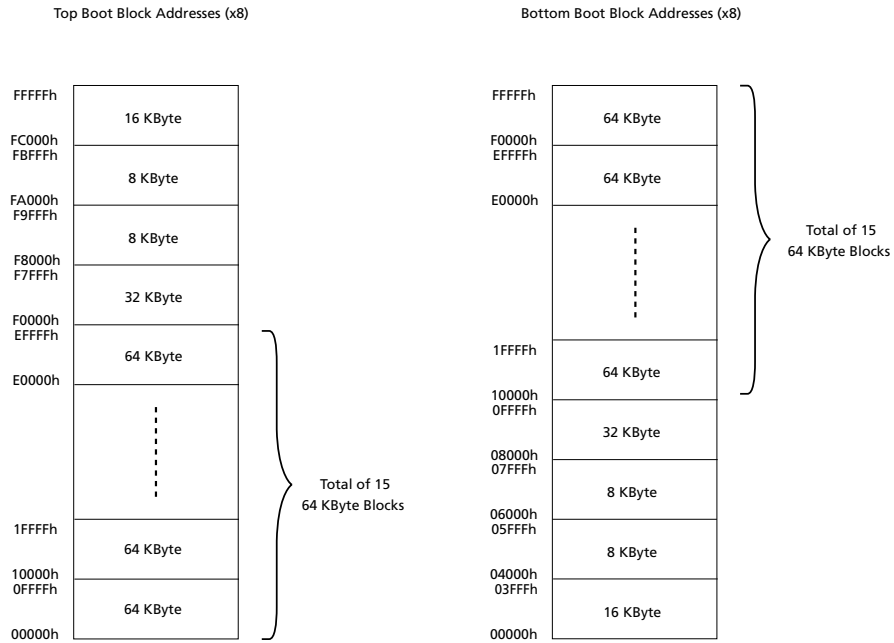 Top Boot Block Addresses (x8)
FFFFFh
16 KByte
FC000h
FBFFFh
8 KByte
FA000h
F9FFFh
8 KByte
F8000h
F7FFFh
32 KByte
F0000h
EFFFFh
64 KByte
E0000h
Total of 15
64 KByte Blocks
1FFFFh
64 KByte
10000h
0FFFFh
64 KByte
00000h
Bottom Boot Block Addresses (x8)
FFFFFh
64 KByte
F0000h
EFFFFh
64 KByte
E0000h
Total of 15
64 KByte Blocks
1FFFFh
64 KByte
10000h
0FFFFh
32 KByte
08000h
07FFFh
8 KByte
06000h
05FFFh
8 KByte
04000h
03FFFh
16 KByte
00000h